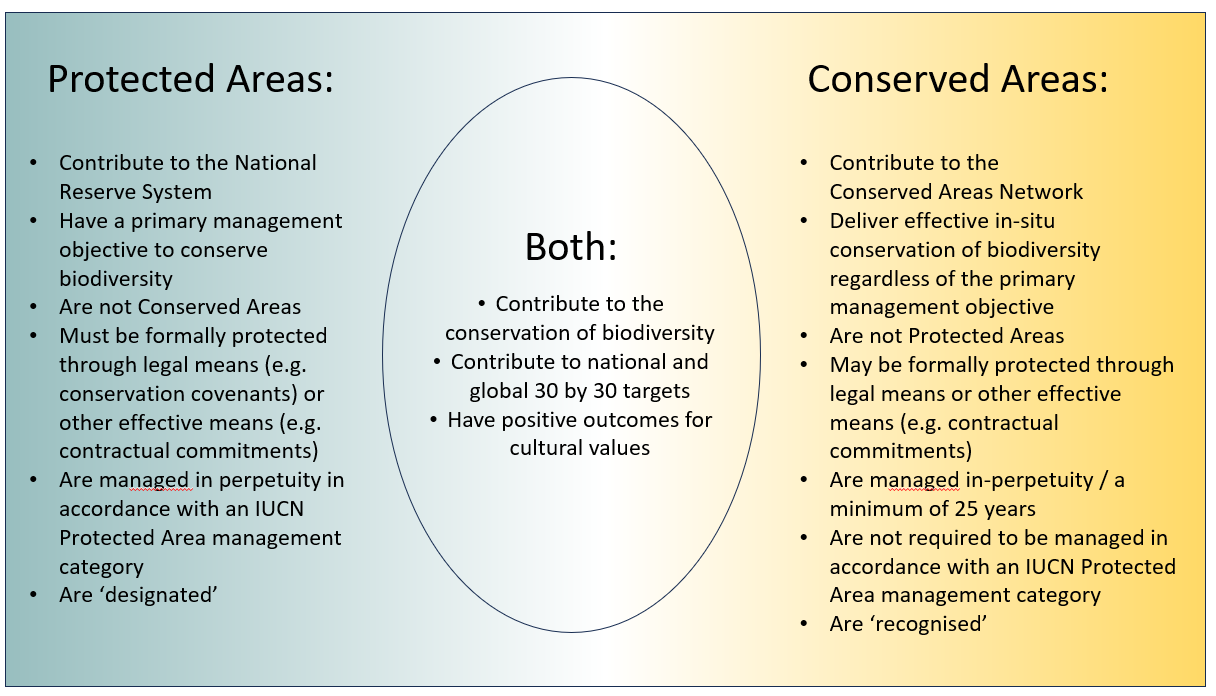 Protected Areas:
• Contribute to the National
Reserve System
• Have a primary management
objective to conserve
biodiversity
• Are not Conserved Areas
• Must be formally protected
through legal means (e.g.
conservation covenants) or
other effective means (e.g.
contractual commitments)
• Are managed in perpetuity in
accordance with an IUCN
Protected Area management
category
• Are ‘designated’
Both:
• Contribute to the
conservation of biodiversity
• Contribute to national and
global 30 by 30 targets
• Have positive outcomes for
cultural values
Conserved Areas:
• Contribute to the
Conserved Areas Network
• Deliver effective in-situ
conservation of biodiversity
regardless of the primary
management objective
• Are not Protected Areas
• May be formally protected through
legal means or other effective
means (e.g. contractual
commitments)
• Are managed in-perpetuity / a
minimum of 25 years
• Are not required to be managed in
accordance with an IUCN Protected
Area management category
• Are ‘recognised’